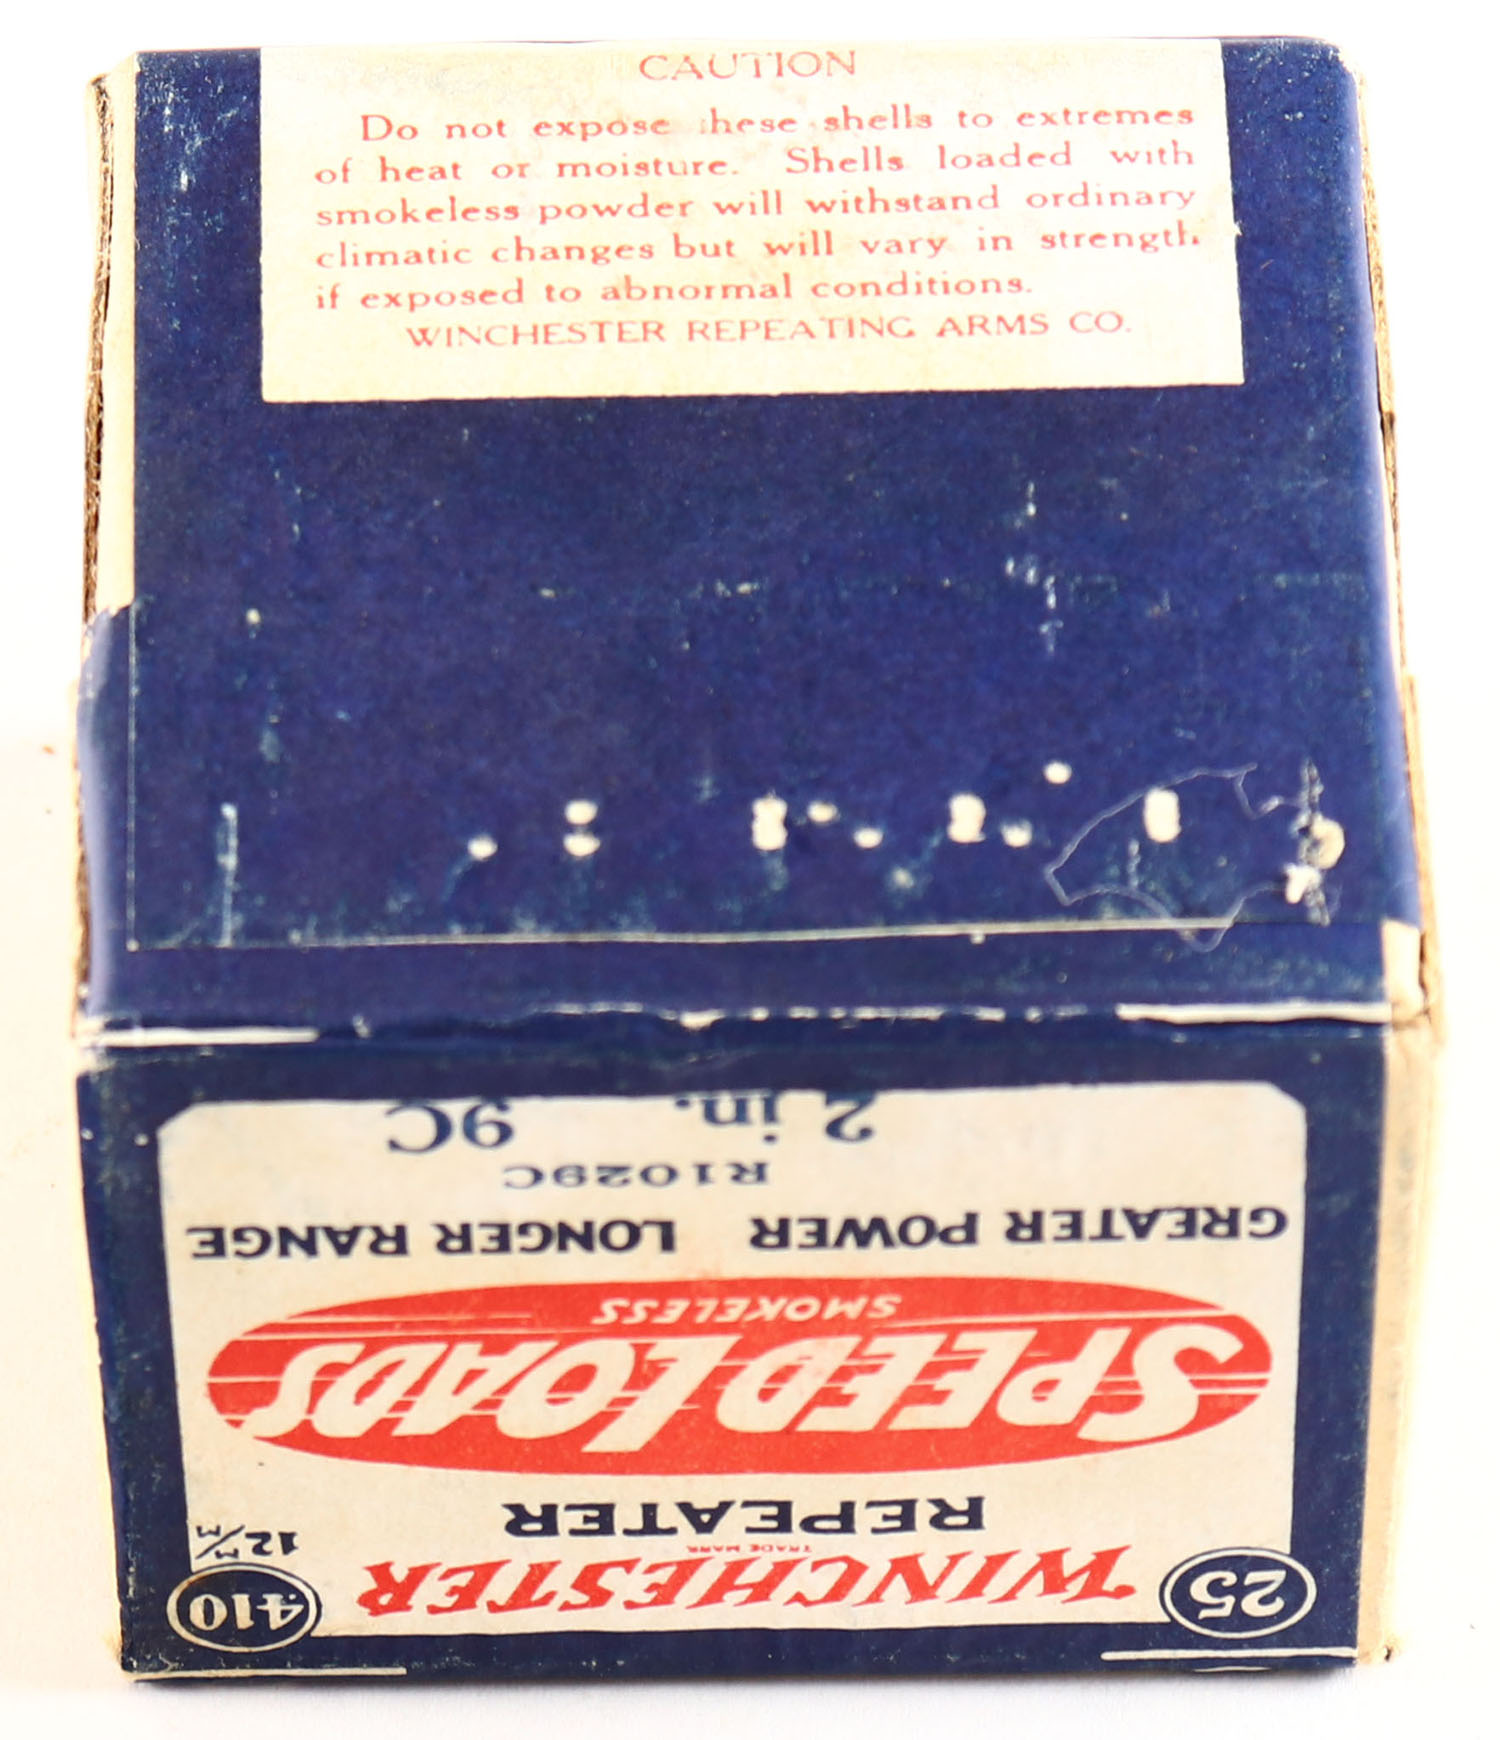 CAUTION
Do not expose these shells to extremes
of heat or moisture. Shells loaded with
smokeless powder will withstand ordinary
climatic changes but will vary in strength
if exposed to abnormal conditions.
WINCHESTER REPEATING ARMS CO.
25
WINCHESTER
TRADE MARK
.410
12 M/M
REPEATER
SPEED LOADS
SMOKELESS
GREATER POWER LONGER RANGE
R1029C
2 in. 9C